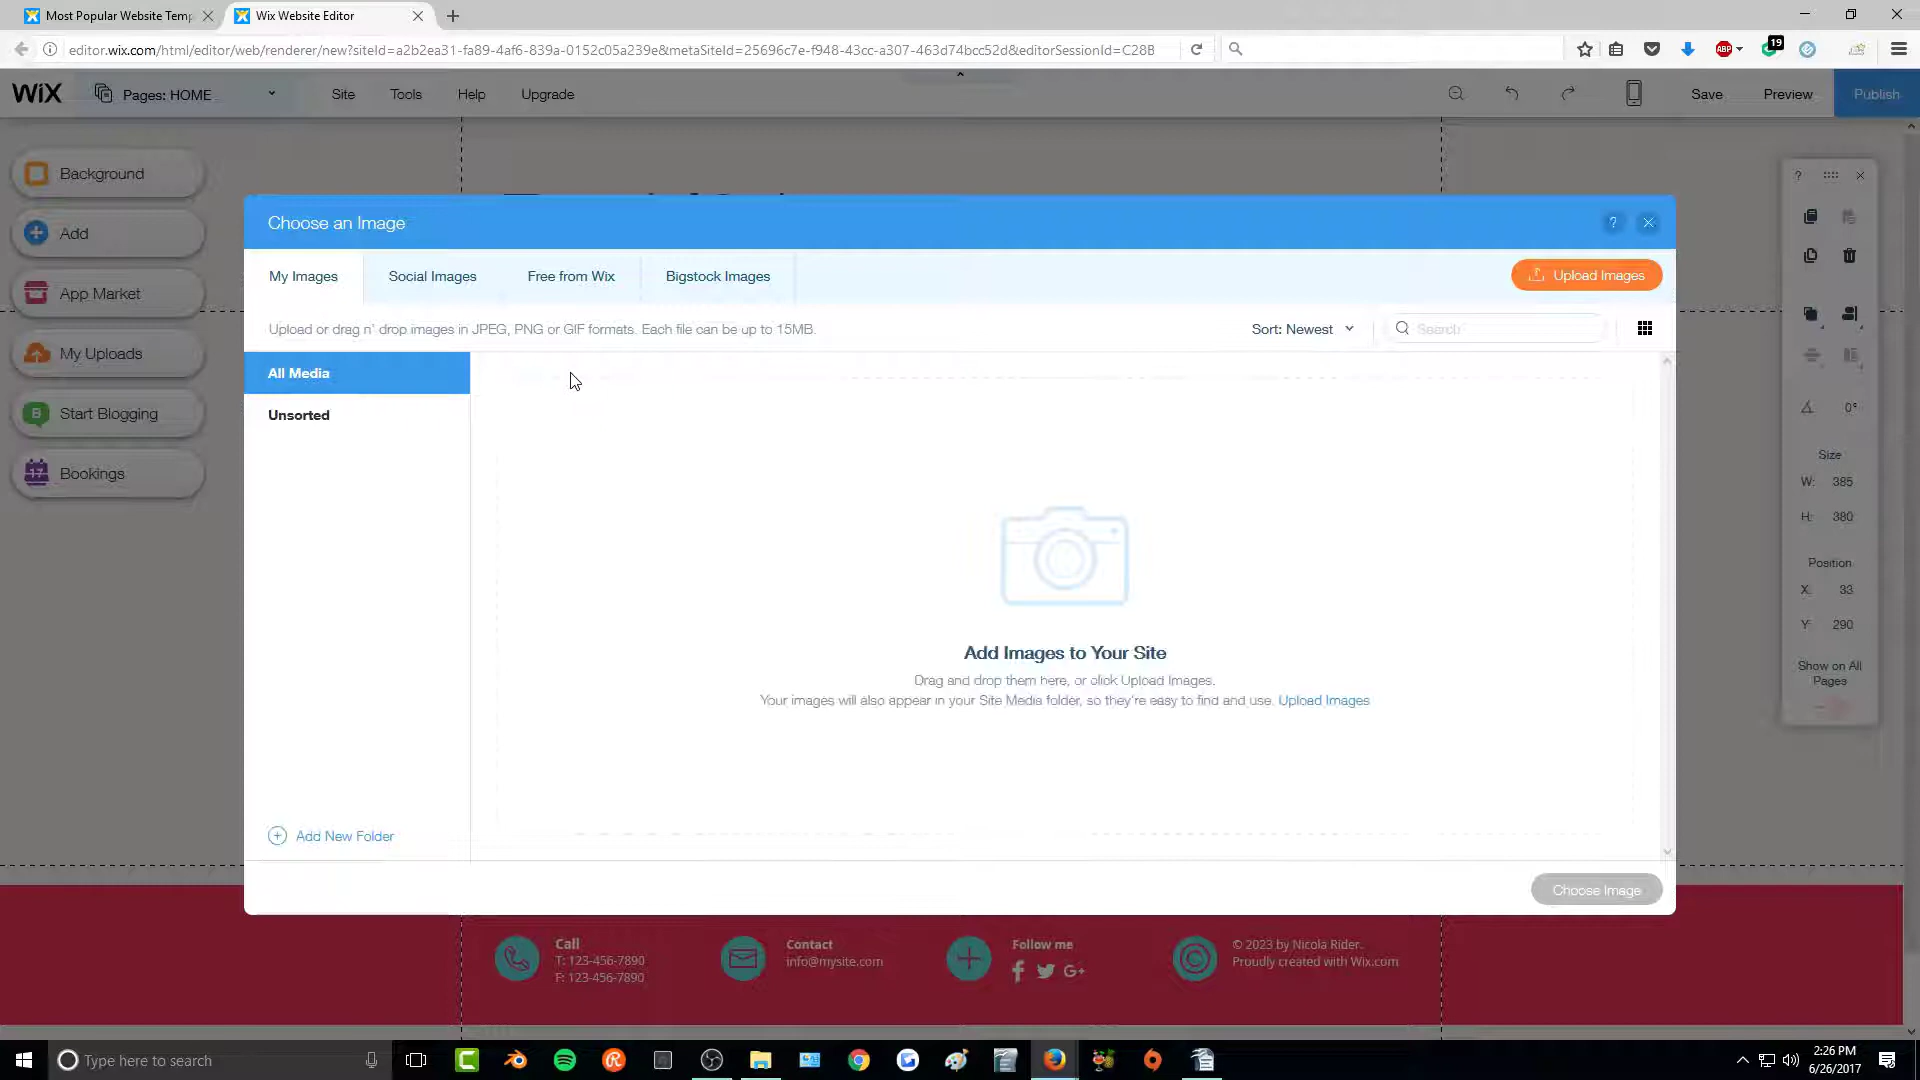 Most Popular Website Temp
Wix Website Editor
editor.wix.com/html/editor/web/renderer/new?siteId=a2b2ea31-fa89-4af6-839a-0152c05a239e&metaSiteId=25696c7e-f948-43cc-a307-463d74bcc52d&editorSessionId=C28B
ABP
19
WiX
Pages: HOME
Site
Tools
Help
Upgrade
Save
Preview
Publish
Background
Add
App Market
My Uploads
Start Blogging
Bookings
Choose an Image
?
My Images
Social Images
Free from Wix
Bigstock Images
Upload Images
Upload or drag n' drop images in JPEG, PNG or GIF formats. Each file can be up to 15MB.
Sort: Newest
Search
All Media
Unsorted
Add Images to Your Site
Drag and drop them here, or click Upload Images.
Your images will also appear in your Site Media folder, so they're easy to find and use. Upload Images
Add New Folder
Choose Image
?
0°
Size
W: 385
H: 380
Position
X: 33
Y: 290
Show on All
Pages
Call
T: 123-456-7890
F: 123-456-7890
Contact
info@mysite.com
Follow me
© 2023 by Nicola Rider.
Proudly created with Wix.com
Type here to search
2:26 PM
6/26/2017